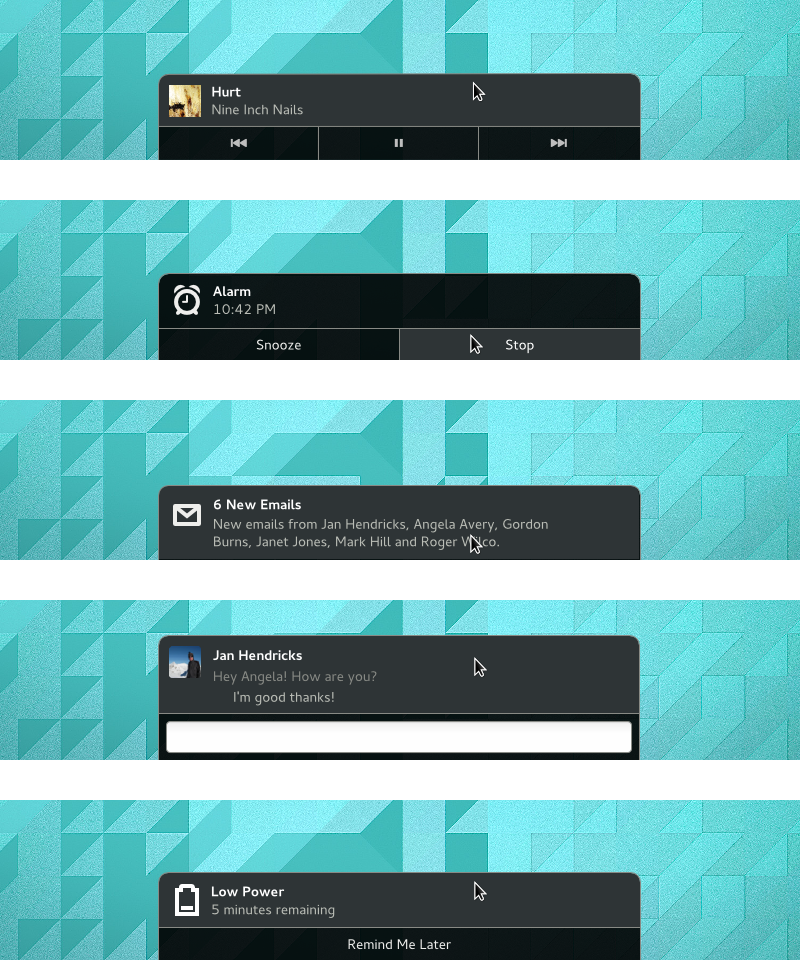 Hurt
Nine Inch Nails
Alarm
10:42 PM
Snooze
Stop
6 New Emails
New emails from Jan Hendricks, Angela Avery, Gordon
Burns, Janet Jones, Mark Hill and Roger Wilco.
Jan Hendricks
Hey Angela! How are you?
I'm good thanks!
Low Power
5 minutes remaining
Remind Me Later